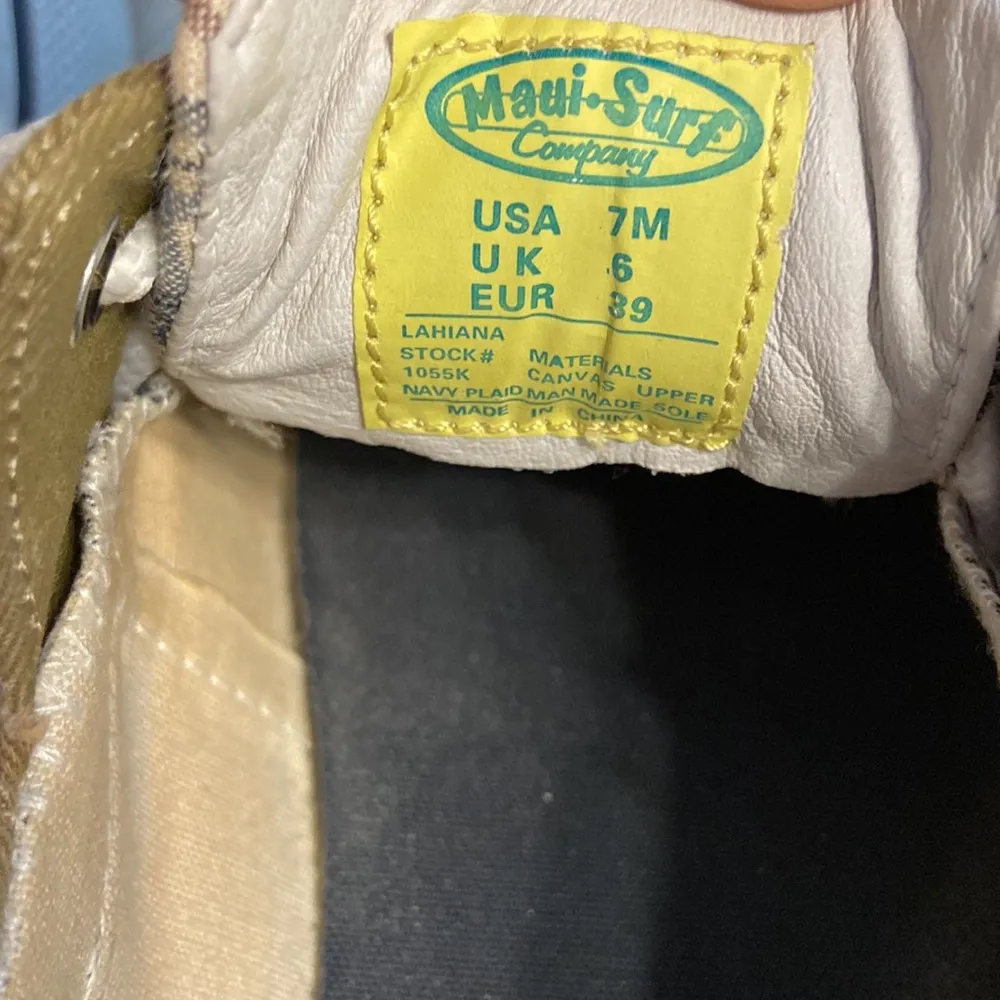 Maui•Surf
Company
USA 7M
UK 6
EUR 39
LAHIANA
STOCK# MATERIALS
1055K CANVAS UPPER
NAVY PLAID MAN MADE SOLE
MADE IN CHINA